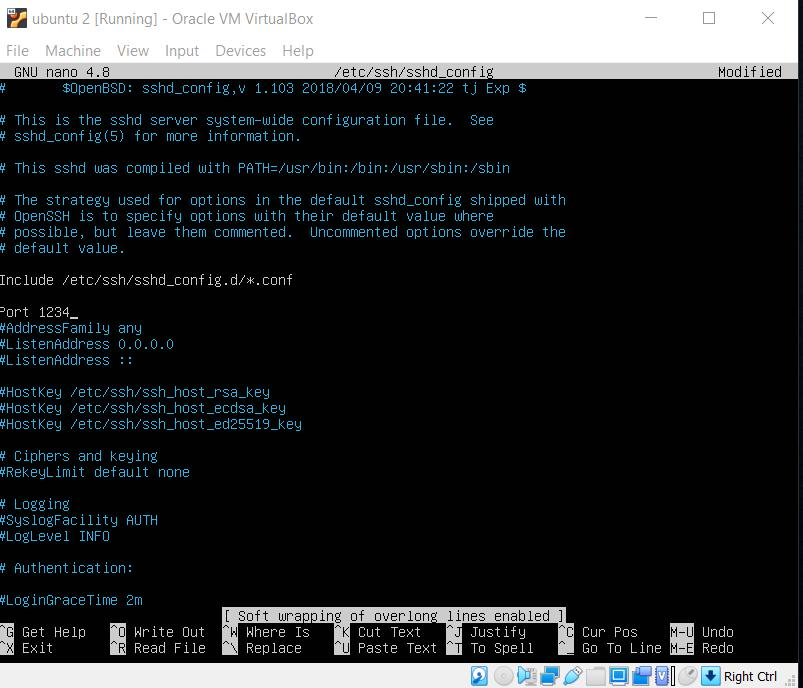 ubuntu 2 [Running] - Oracle VM VirtualBox
File Machine View Input Devices Help
GNU nano 4.8 /etc/ssh/sshd_config Modified
# $OpenBSD: sshd_config,v 1.103 2018/04/09 20:41:22 tj Exp $
# This is the sshd server system-wide configuration file. See
# sshd_config(5) for more information.
# This sshd was compiled with PATH=/usr/bin:/bin:/usr/sbin:/sbin
# The strategy used for options in the default sshd_config shipped with
# OpenSSH is to specify options with their default value where
# possible, but leave them commented. Uncommented options override the
# default value.
Include /etc/ssh/sshd_config.d/*.conf
Port 1234_
#AddressFamily any
#ListenAddress 0.0.0.0
#ListenAddress ::
#HostKey /etc/ssh/ssh_host_rsa_key
#HostKey /etc/ssh/ssh_host_ecdsa_key
#HostKey /etc/ssh/ssh_host_ed25519_key
# Ciphers and keying
#RekeyLimit default none
# Logging
#SyslogFacility AUTH
#LogLevel INFO
# Authentication:
#LoginGraceTime 2m
[ Soft wrapping of overlong lines enabled ]
^G Get Help ^O Write Out ^W Where Is ^K Cut Text ^J Justify ^C Cur Pos M-U Undo
^X Exit ^R Read File ^\ Replace ^U Paste Text ^T To Spell ^_ Go To Line M-E Redo
Right Ctrl